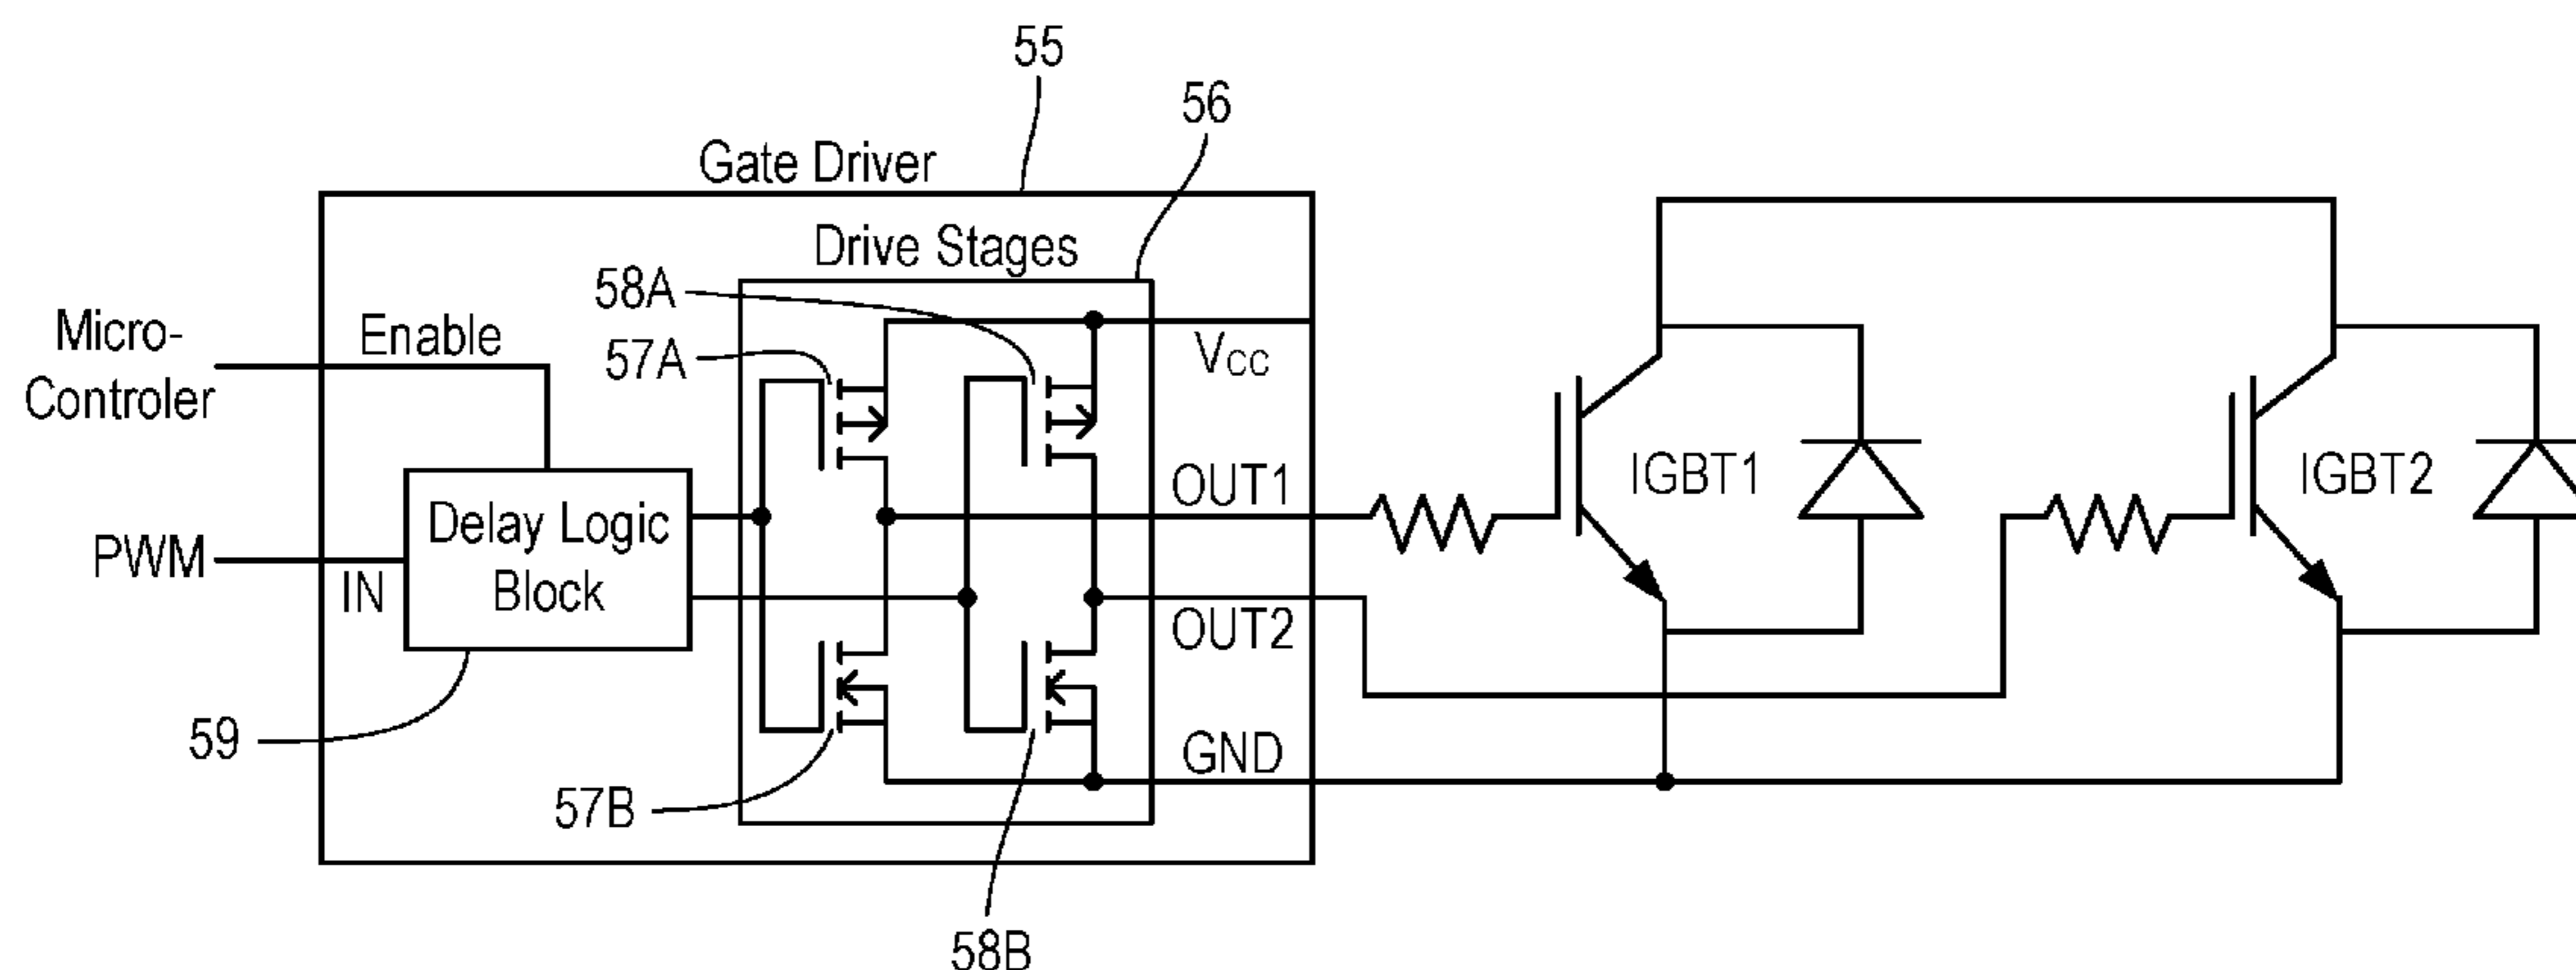 55
56
Gate Driver
Drive Stages
58A
57A
Micro-
Controler
Enable
VCC
OUT1
IGBT1
IGBT2
PWM
IN
Delay Logic
Block
OUT2
59
GND
57B
58B